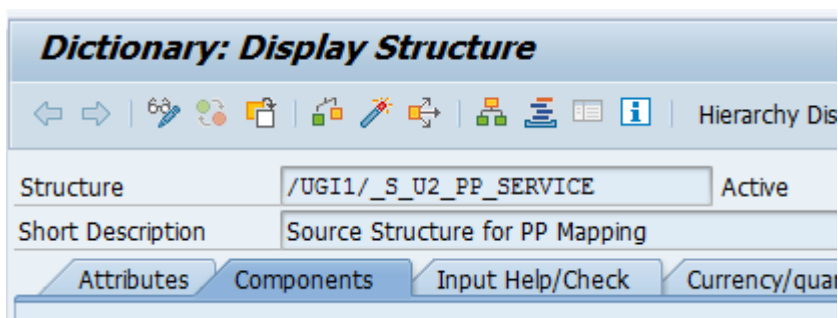 Dictionary: Display Structure
Hierarchy Dis
Structure /UGI1/_S_U2_PP_SERVICE Active
Short Description Source Structure for PP Mapping
Attributes Components Input Help/Check Currency/quar